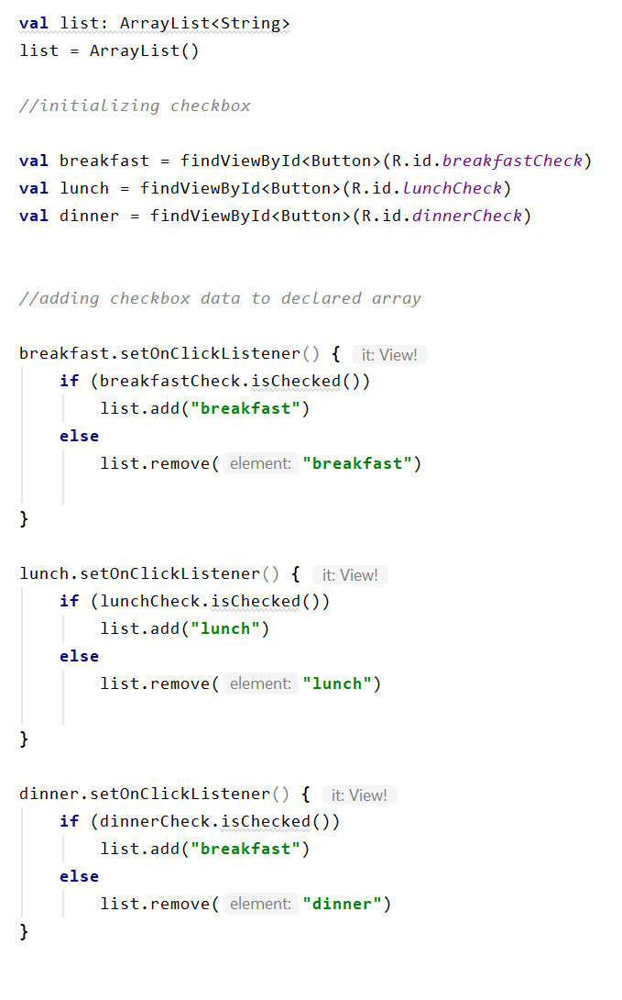 val list: ArrayList<String>
list = ArrayList()
//initializing checkbox
val breakfast = findViewById<Button>(R.id.breakfastCheck)
val lunch = findViewById<Button>(R.id.lunchCheck)
val dinner = findViewById<Button>(R.id.dinnerCheck)
//adding checkbox data to declared array
breakfast.setOnClickListener() { it: View!
if (breakfastCheck.isChecked())
list.add("breakfast")
else
list.remove( element: "breakfast")
}
lunch.setOnClickListener() { it: View!
if (lunchCheck.isChecked())
list.add("lunch")
else
list.remove( element: "lunch")
}
dinner.setOnClickListener() { it: View!
if (dinnerCheck.isChecked())
list.add("breakfast")
else
list.remove( element: "dinner")
}